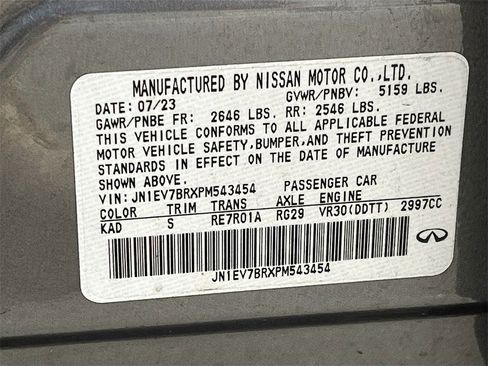 MANUFACTURED BY NISSAN MOTOR CO.,LTD.
DATE: 07/23 GVWR/PNBV: 5159 LBS.
GAWR/PNBE FR: 2646 LBS. RR: 2546 LBS.
THIS VEHICLE CONFORMS TO ALL APPLICABLE FEDERAL
MOTOR VEHICLE SAFETY,BUMPER,AND THEFT PREVENTION
STANDARDS IN EFFECT ON THE DATE OF MANUFACTURE
SHOWN ABOVE.
VIN: JN1EV7BRXPM543454 PASSENGER CAR
COLOR TRIM TRANS AXLE ENGINE
KAD S RE7R01A RG29 VR30(DDTT) 2997CC
JN1EV7BRXPM543454
INFINITI